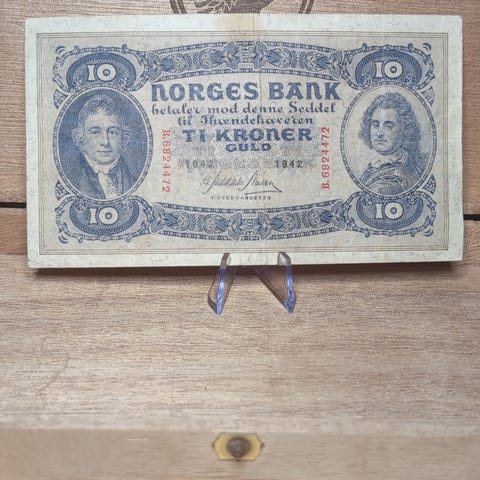 10 10
NORGES BANK
betaler mod denne Seddel
til Ihændehaveren
TI KRONER
GULD
1942 1942
B.6824472 B.6824472
HOVEDKASSERER
10 10